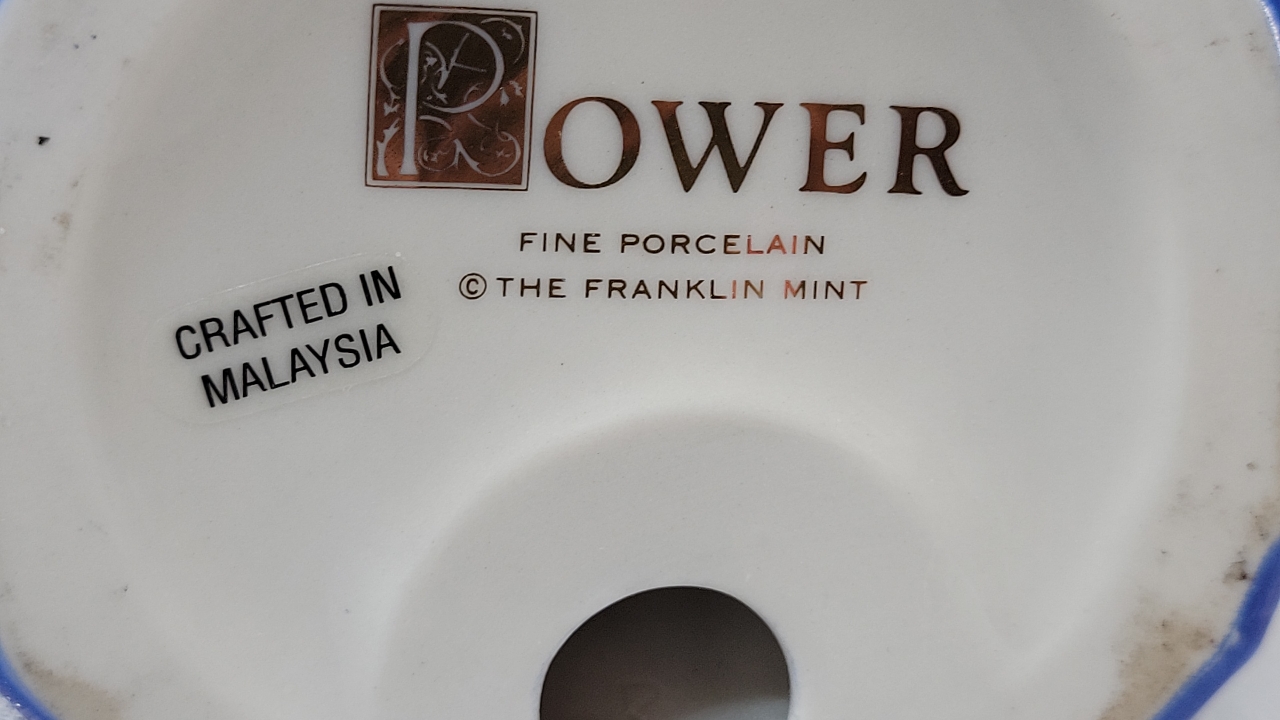 POWER
FINE PORCELAIN
© THE FRANKLIN MINT
CRAFTED IN
MALAYSIA